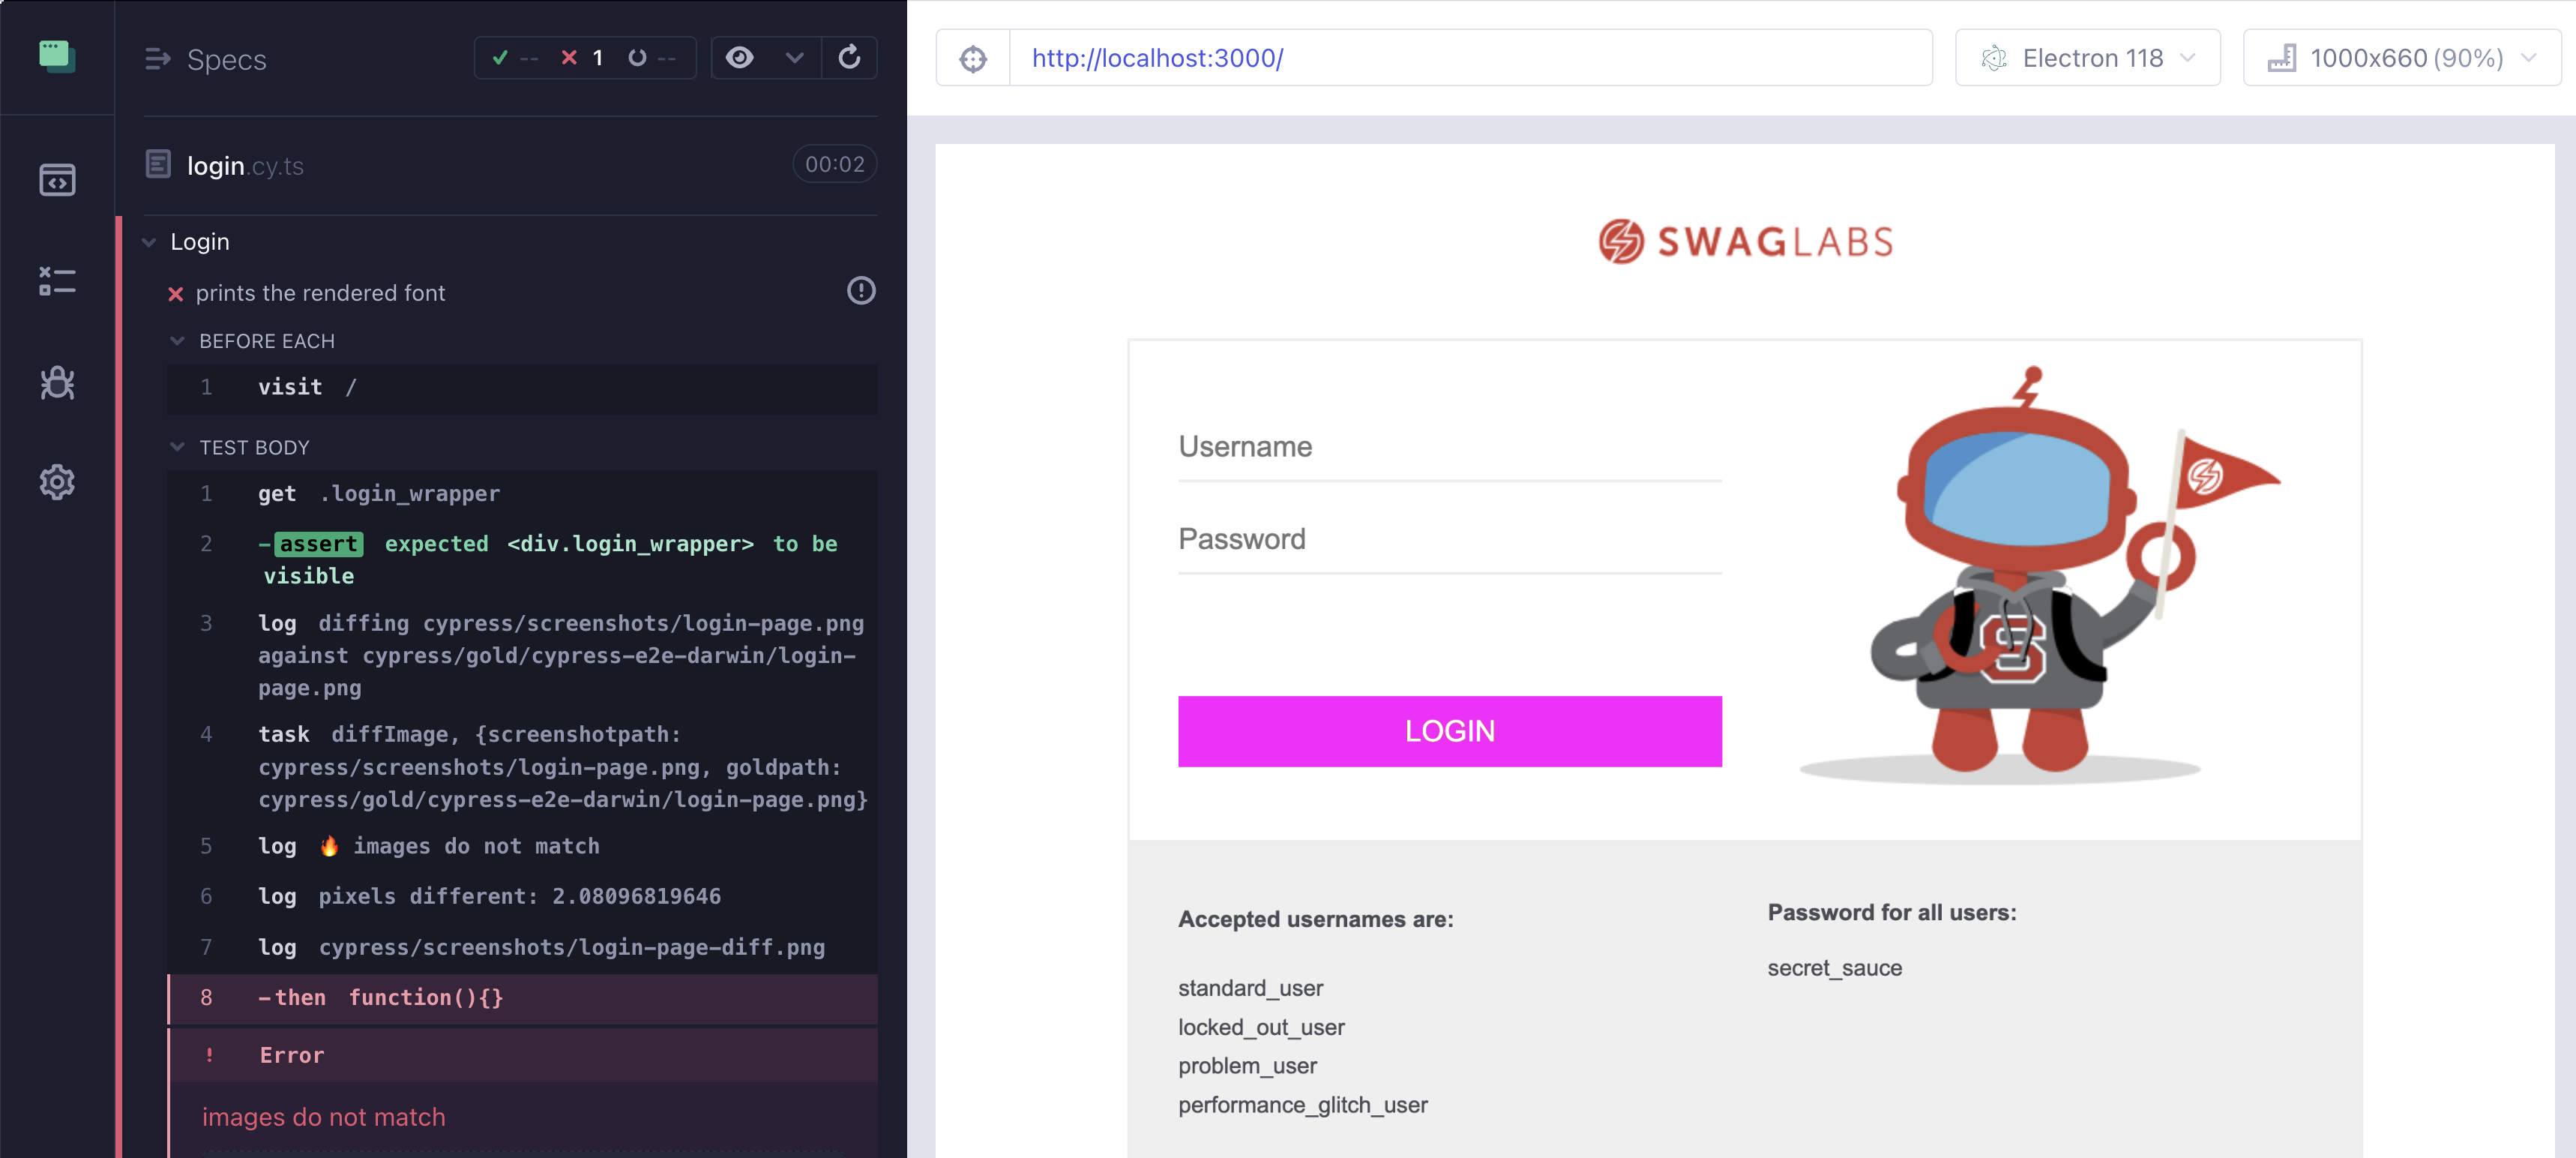 Specs
-- 1 --
login.cy.ts
00:02
Login
prints the rendered font
BEFORE EACH
1 visit /
TEST BODY
1 get .login_wrapper
2 -assert expected <div.login_wrapper> to be
visible
3 log diffing cypress/screenshots/login-page.png
against cypress/gold/cypress-e2e-darwin/login-
page.png
4 task diffImage, {screenshotpath:
cypress/screenshots/login-page.png, goldpath:
cypress/gold/cypress-e2e-darwin/login-page.png}
5 log 🔥 images do not match
6 log pixels different: 2.08096819646
7 log cypress/screenshots/login-page-diff.png
8 -then function(){}
! Error
images do not match
http://localhost:3000/
Electron 118
1000x660 (90%)
SWAGLABS
Username
Password
LOGIN
S
Accepted usernames are:
standard_user
locked_out_user
problem_user
performance_glitch_user
Password for all users:
secret_sauce